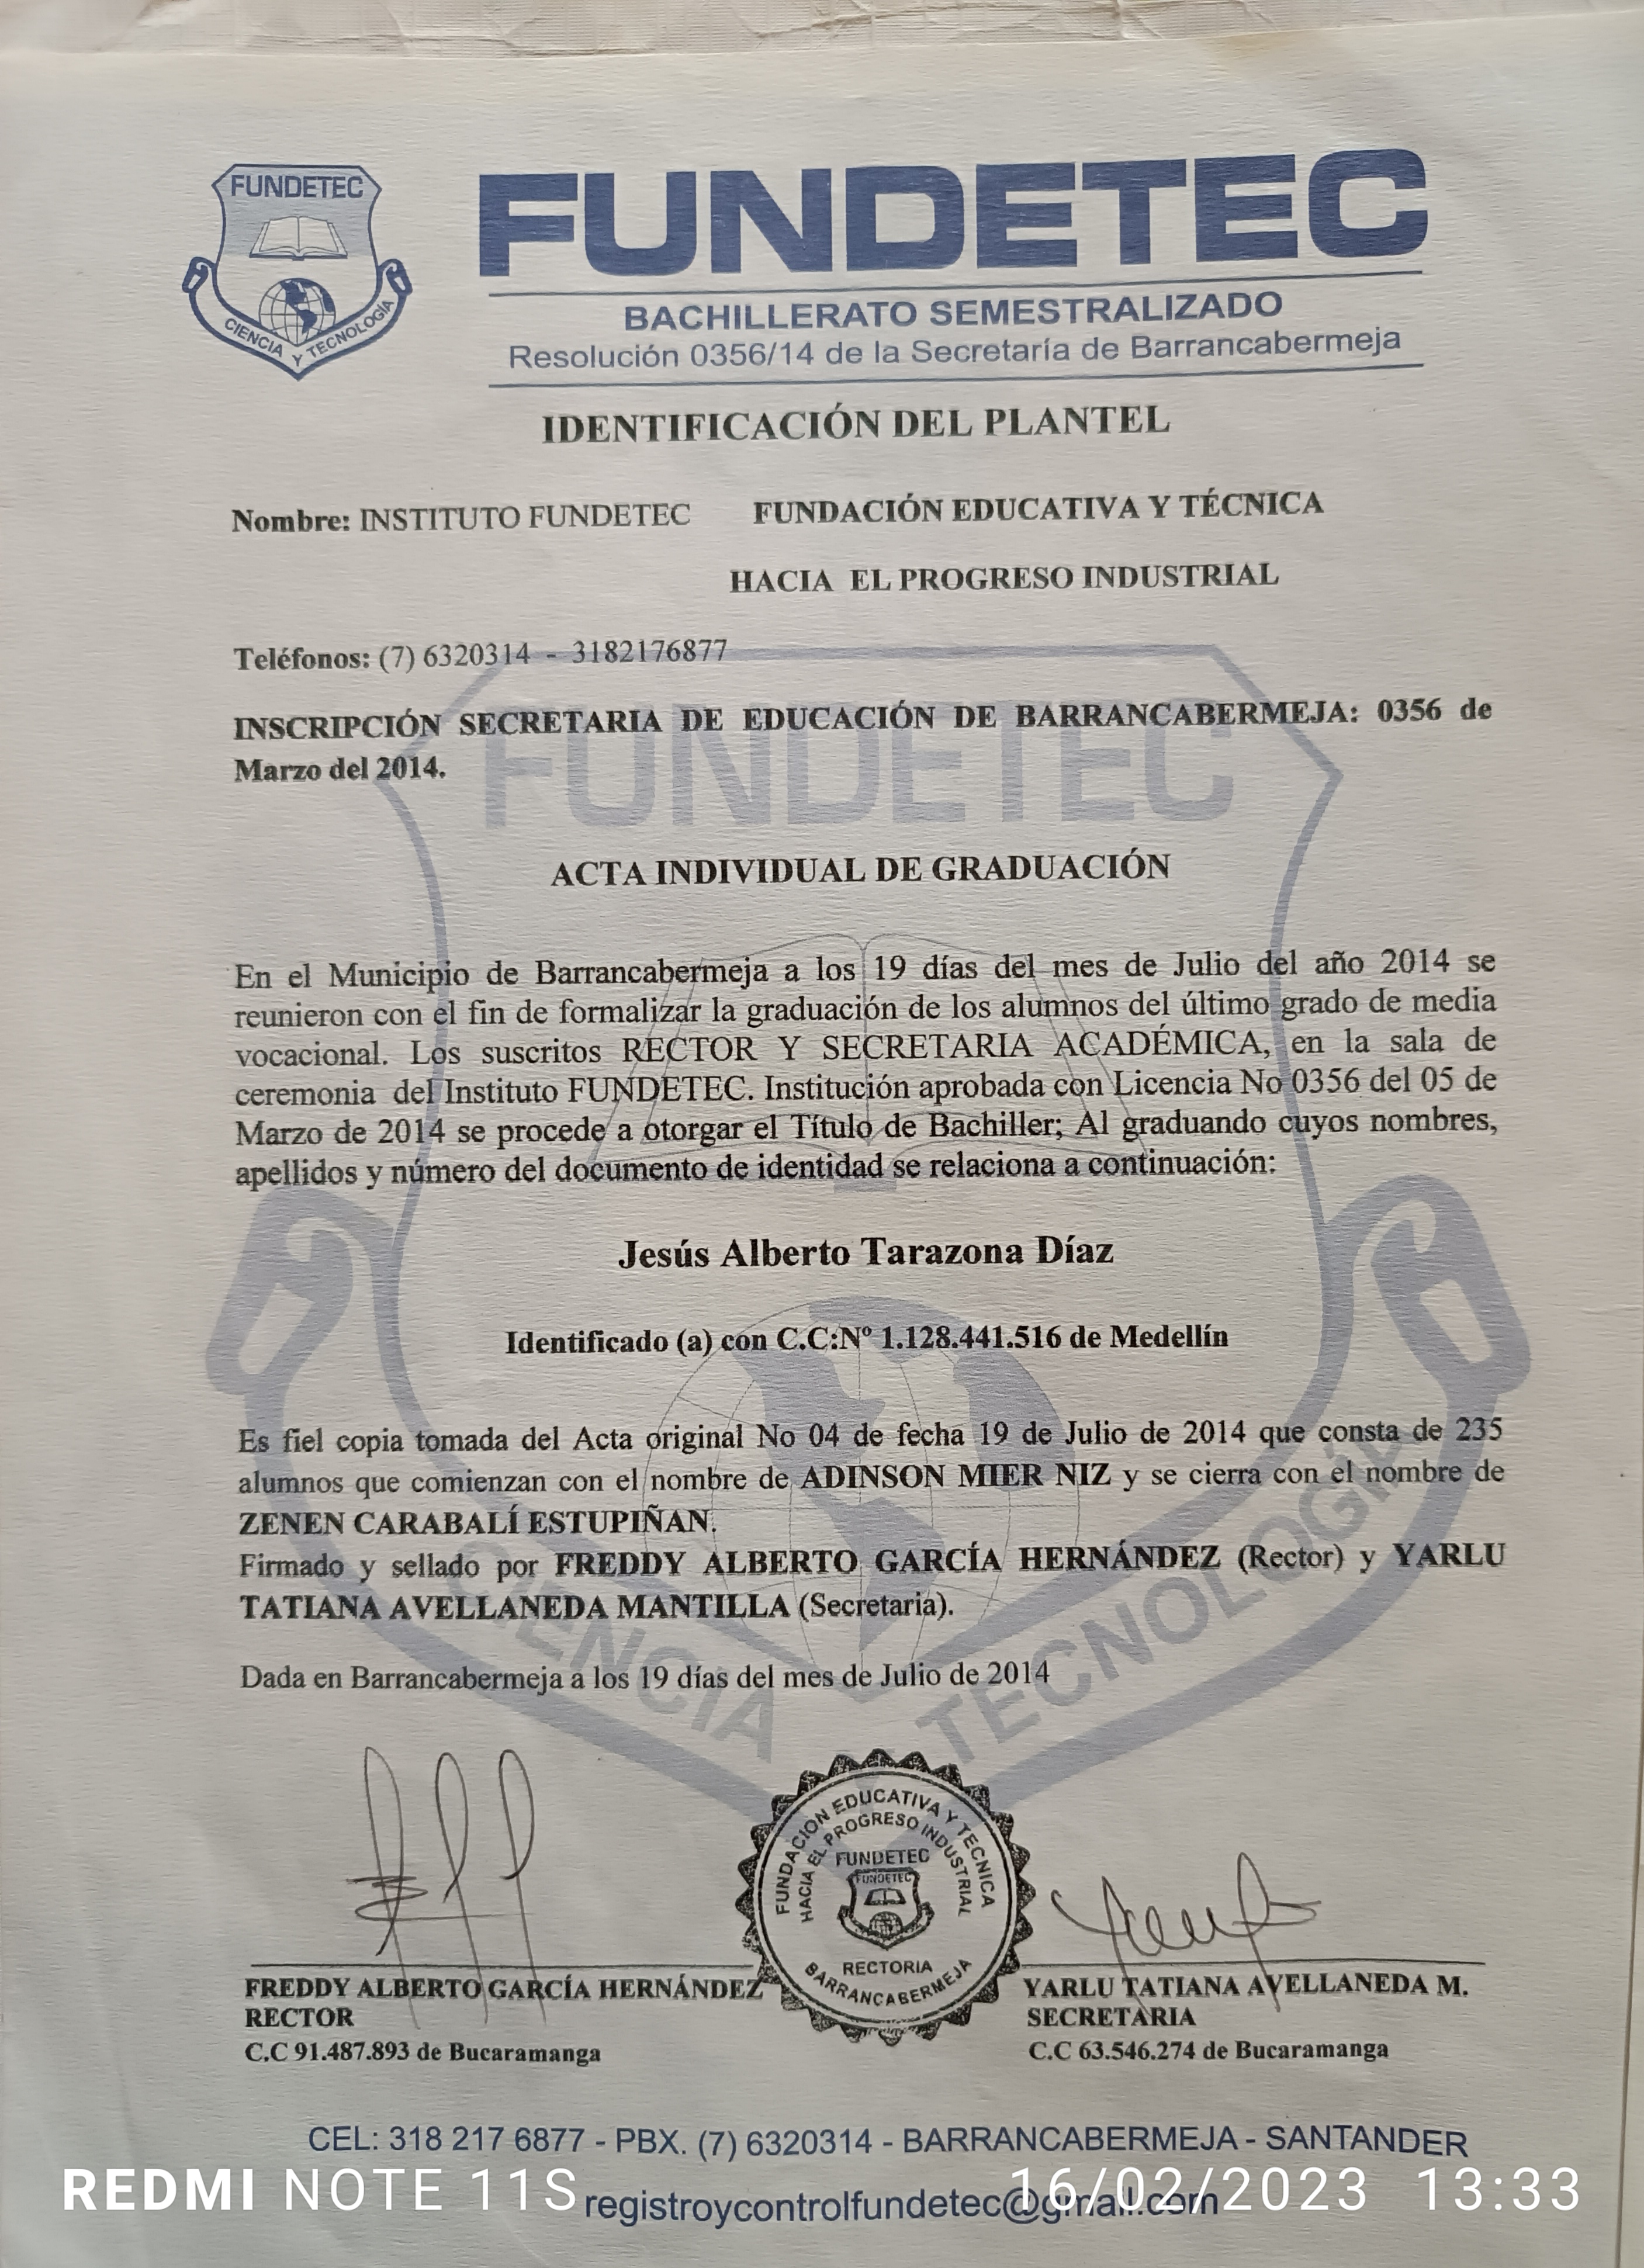 FUNDETEC
CIENCIA Y TECNOLOGÍA
FUNDETEC
BACHILLERATO SEMESTRALIZADO
Resolución 0356/14 de la Secretaría de Barrancabermeja
IDENTIFICACIÓN DEL PLANTEL
Nombre: INSTITUTO FUNDETEC FUNDACIÓN EDUCATIVA Y TÉCNICA
HACIA EL PROGRESO INDUSTRIAL
Teléfonos: (7) 6320314 - 3182176877
INSCRIPCIÓN SECRETARIA DE EDUCACIÓN DE BARRANCABERMEJA: 0356 de
Marzo del 2014.
FUNDETEC
ACTA INDIVIDUAL DE GRADUACIÓN
En el Municipio de Barrancabermeja a los 19 días del mes de Julio del año 2014 se
reunieron con el fin de formalizar la graduación de los alumnos del último grado de media
vocacional. Los suscritos RECTOR Y SECRETARIA ACADÉMICA, en la sala de
ceremonia del Instituto FUNDETEC. Institución aprobada con Licencia No 0356 del 05 de
Marzo de 2014 se procede a otorgar el Título de Bachiller; Al graduando cuyos nombres,
apellidos y número del documento de identidad se relaciona a continuación:
Jesús Alberto Tarazona Díaz
Identificado (a) con C.C:Nº 1.128.441.516 de Medellín
Es fiel copia tomada del Acta original No 04 de fecha 19 de Julio de 2014 que consta de 235
alumnos que comienzan con el nombre de ADINSON MIER NIZ y se cierra con el nombre de
ZENEN CARABALÍ ESTUPIÑAN.
Firmado y sellado por FREDDY ALBERTO GARCÍA HERNÁNDEZ (Rector) y YARLU
TATIANA AVELLANEDA MANTILLA (Secretaria).
CIENCIA Y TECNOLOGÍA
Dada en Barrancabermeja a los 19 días del mes de Julio de 2014
FUNDACION EDUCATIVA Y TECNICA
HACIA EL PROGRESO INDUSTRIAL
FUNDETEC
FUNDETEC
RECTORIA
BARRANCABERMEJA
FREDDY ALBERTO GARCÍA HERNÁNDEZ
RECTOR
C.C 91.487.893 de Bucaramanga
YARLU TATIANA AVELLANEDA M.
SECRETARIA
C.C 63.546.274 de Bucaramanga
CEL: 318 217 6877 - PBX. (7) 6320314 - BARRANCABERMEJA - SANTANDER
registroycontrolfundetec@gmail.com
REDMI NOTE 11S
16/02/2023 13:33